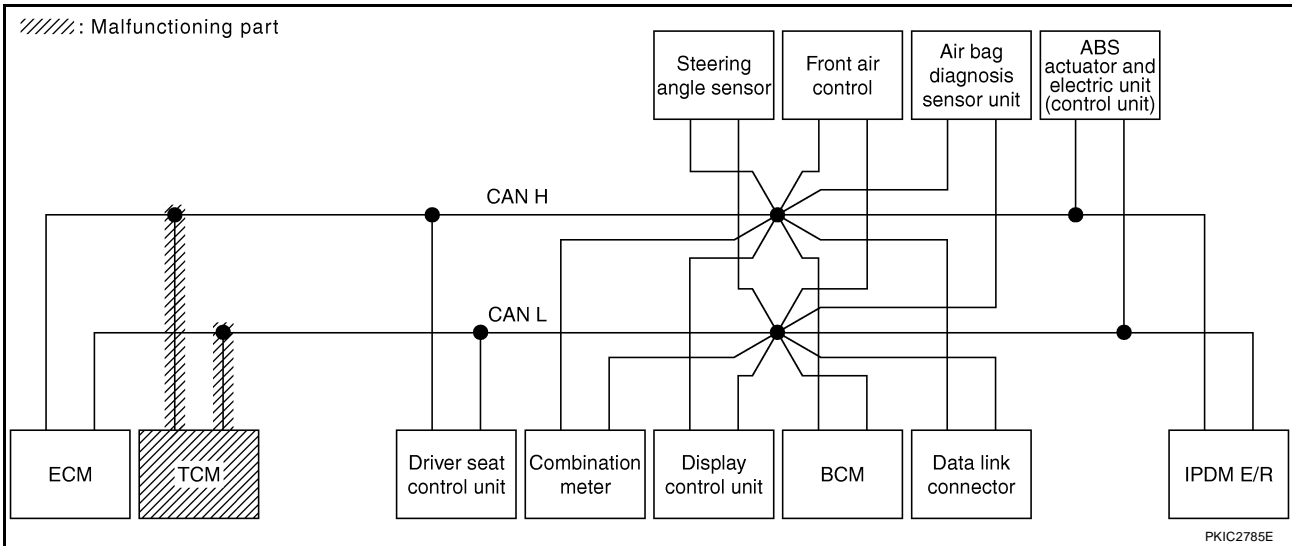 : Malfunctioning part
Steering
angle sensor
Front air
control
Air bag
diagnosis
sensor unit
ABS
actuator and
electric unit
(control unit)
CAN H
CAN L
ECM
TCM
Driver seat
control unit
Combination
meter
Display
control unit
BCM
Data link
connector
IPDM E/R
PKIC2785E